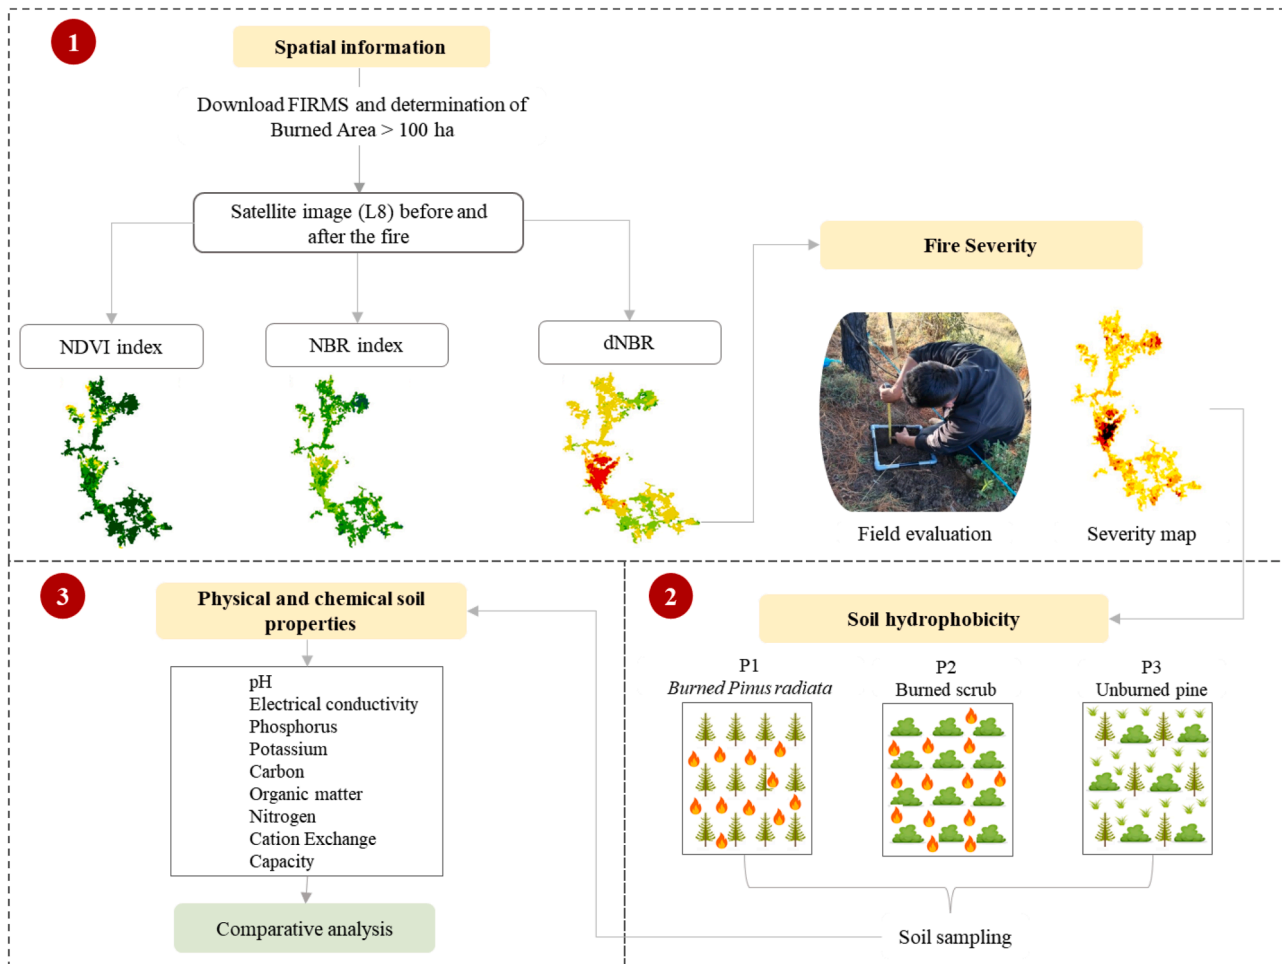 1
Spatial information
Download FIRMS and determination of
Burned Area > 100 ha
Satellite image (L8) before and
after the fire
NDVI index
NBR index
dNBR
Fire Severity
Field evaluation
Severity map
2
Soil hydrophobicity
P1
Burned Pinus radiata
P2
Burned scrub
P3
Unburned pine
Soil sampling
3
Physical and chemical soil
properties
pH
Electrical conductivity
Phosphorus
Potassium
Carbon
Organic matter
Nitrogen
Cation Exchange
Capacity
Comparative analysis